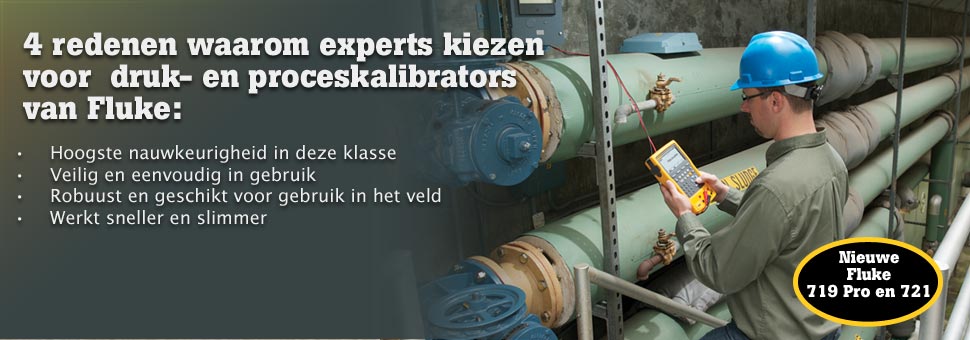 4 redenen waarom experts kiezen
voor druk- en proceskalibrators
van Fluke:
• Hoogste nauwkeurigheid in deze klasse
• Veilig en eenvoudig in gebruik
• Robuust en geschikt voor gebruik in het veld
• Werkt sneller en slimmer
SLUDGE
Nieuwe
Fluke
719 Pro en 721